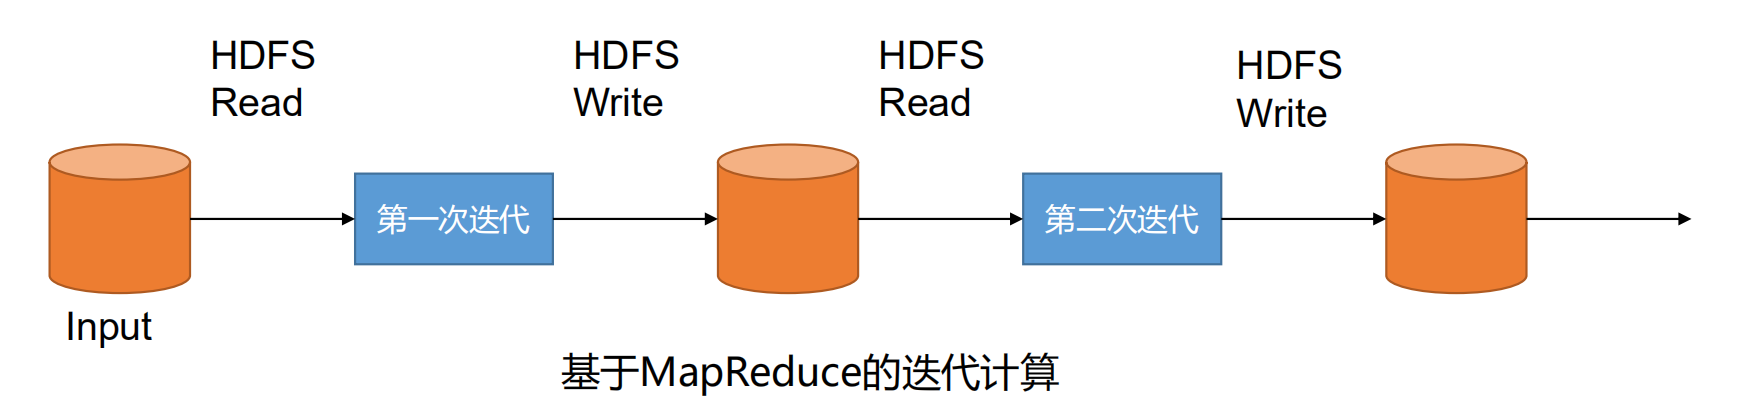 HDFS
Read
HDFS
Write
HDFS
Read
HDFS
Write
第一次迭代
第二次迭代
Input
基于MapReduce的迭代计算